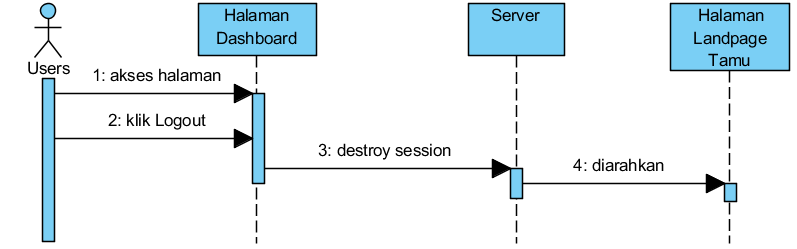 Halaman
Dashboard
Server
Halaman
Landpage
Tamu
Users
1: akses halaman
2: klik Logout
3: destroy session
4: diarahkan